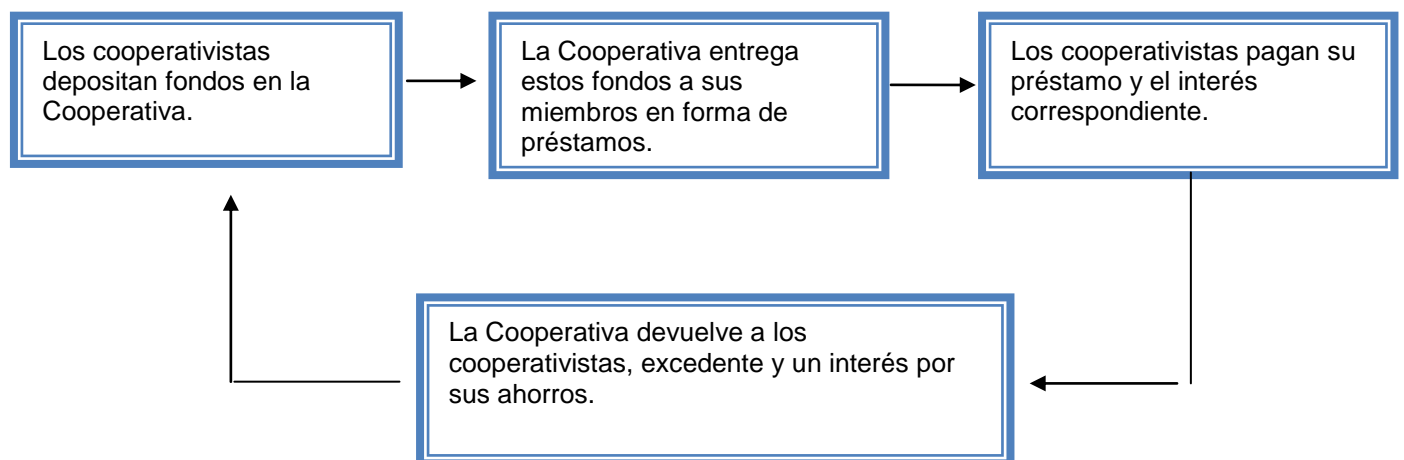 Los cooperativistas
depositan fondos en la
Cooperativa.
La Cooperativa entrega
estos fondos a sus
miembros en forma de
préstamos.
Los cooperativistas pagan su
préstamo y el interés
correspondiente.
La Cooperativa devuelve a los
cooperativistas, excedente y un interés por
sus ahorros.